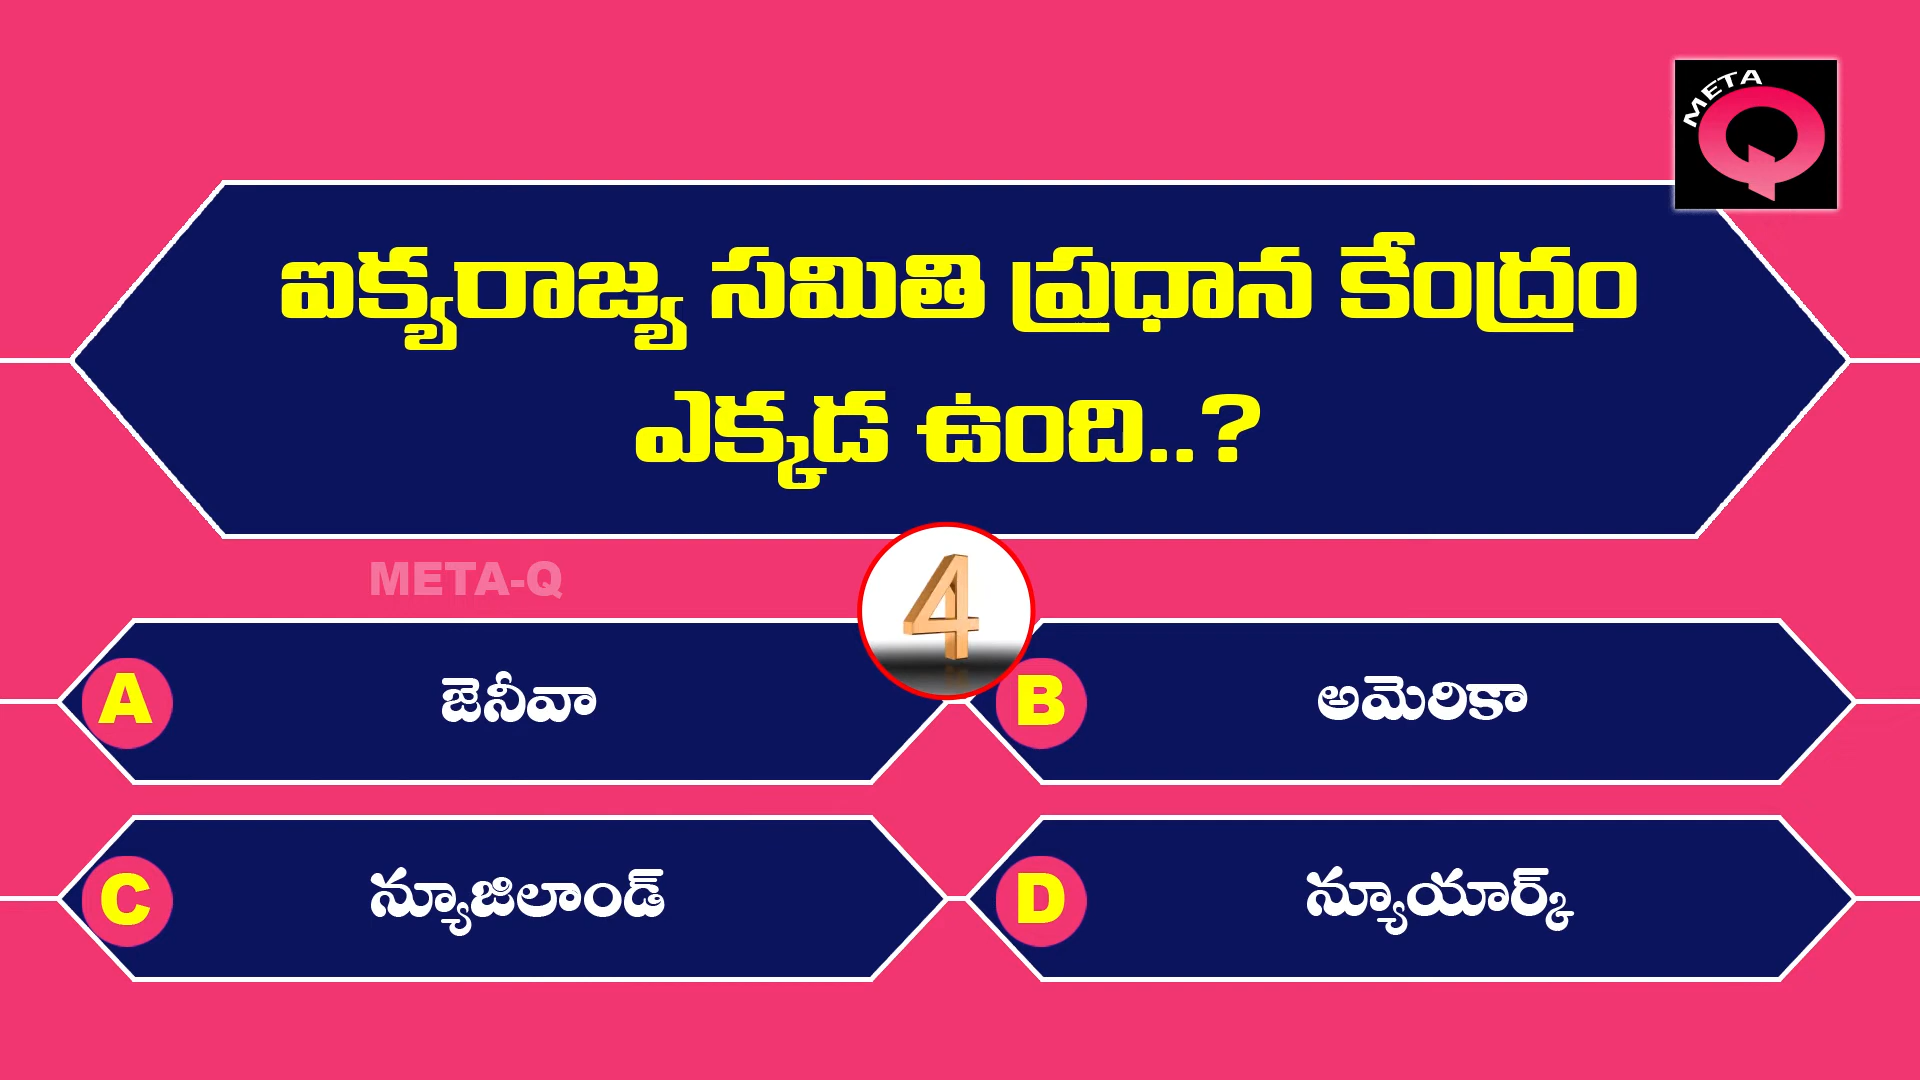 META
Q
ఐక్యరాజ్య సమితి ప్రధాన కేంద్రం
ఎక్కడ ఉంది..?
META-Q
4
A జెనీవా
B అమెరికా
C న్యూజిలాండ్
D న్యూయార్క్